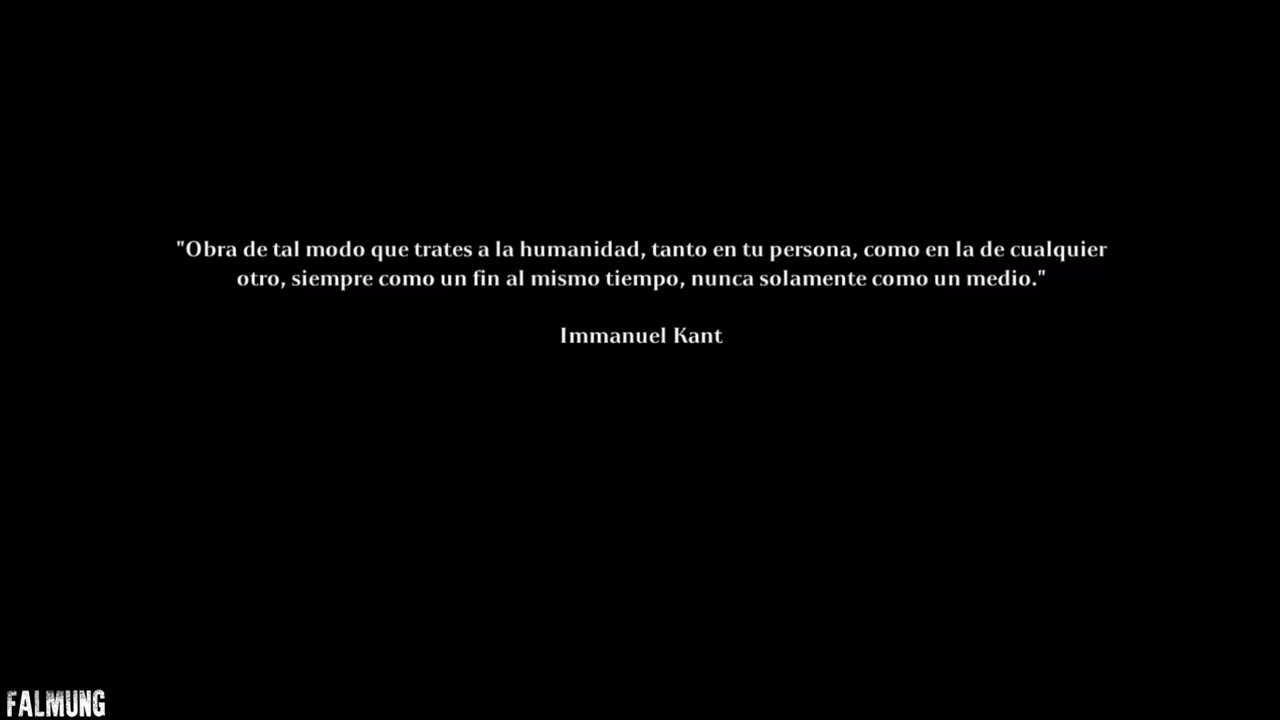 "Obra de tal modo que trates a la humanidad, tanto en tu persona, como en la de cualquier
otro, siempre como un fin al mismo tiempo, nunca solamente como un medio."
Immanuel Kant
FALMUNG